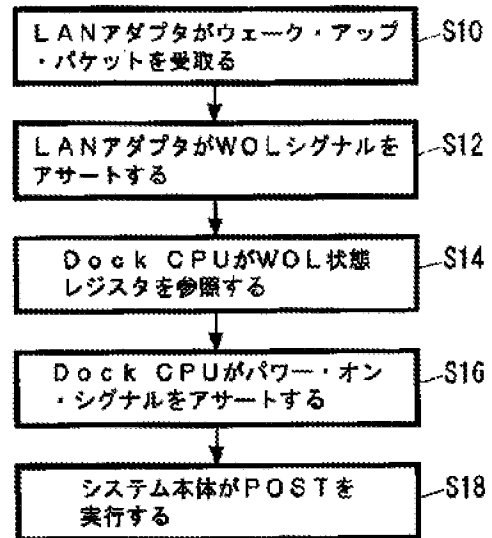 LANアダプタがウェーク・アップ S10
・パケットを受取る
LANアダプタがWOLシグナルを S12
アサートする
Dock CPUがWOL状態 S14
レジスタを参照する
Dock CPUがパワー・オン S16
・シグナルをアサートする
システム本体がPOSTを S18
実行する